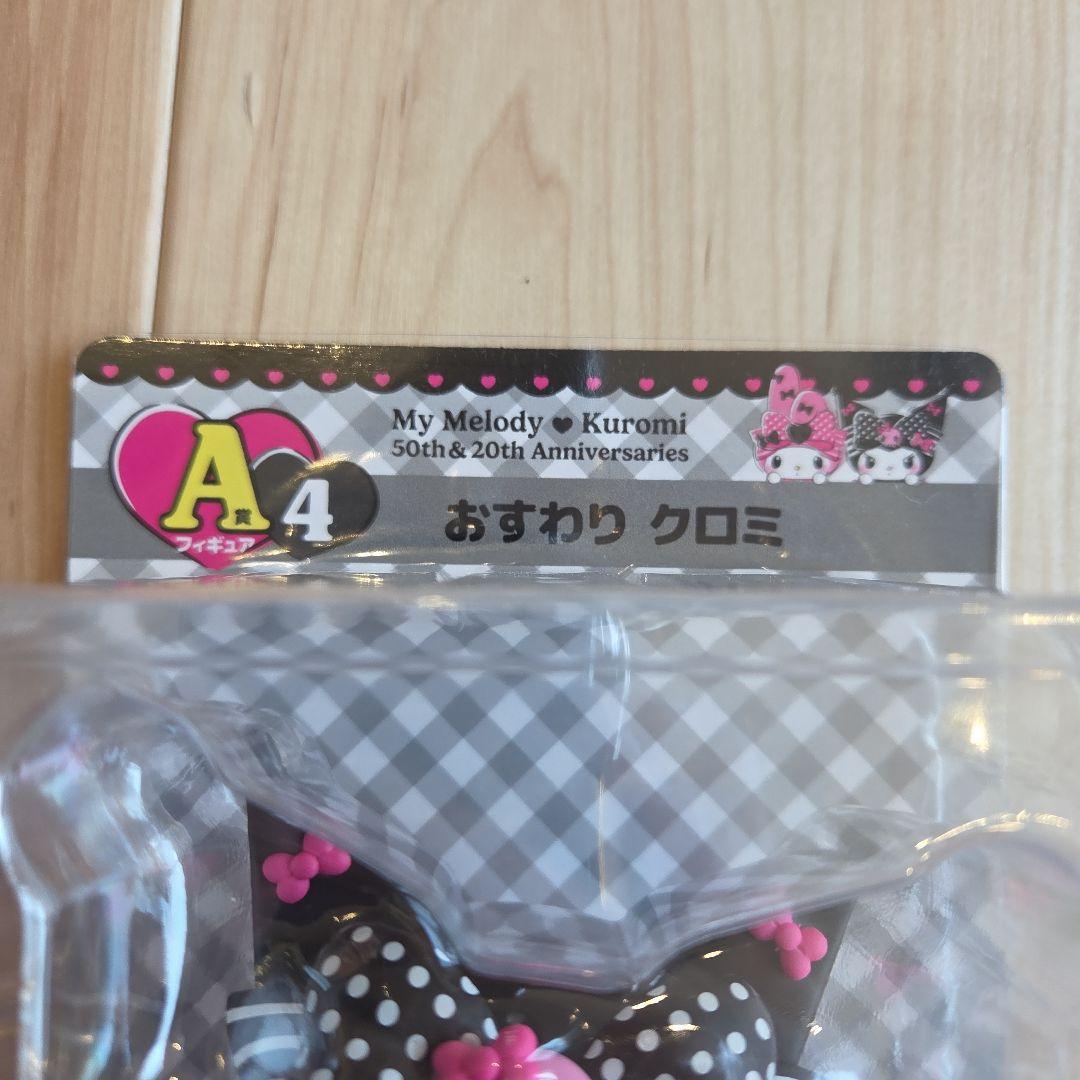 My Melody ♥ Kuromi
50th & 20th Anniversaries
A賞
フィギュア
4
おすわり クロミ